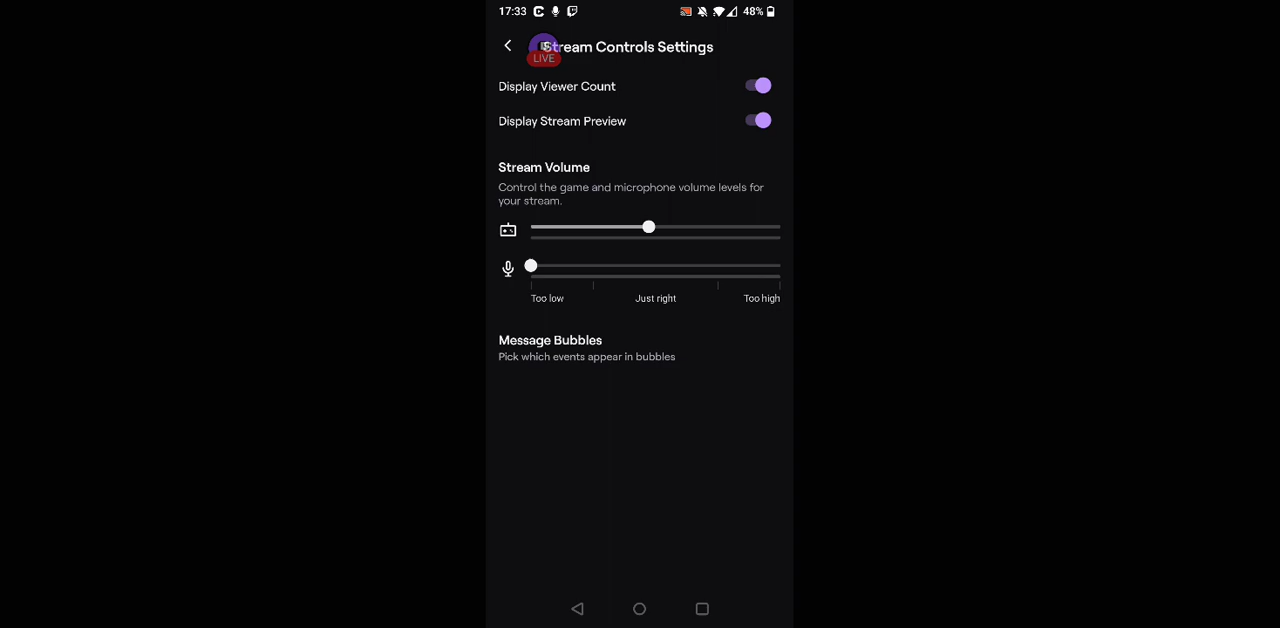 17:33 48%
Stream Controls Settings
LIVE
Display Viewer Count
Display Stream Preview
Stream Volume
Control the game and microphone volume levels for
your stream.
Too low Just right Too high
Message Bubbles
Pick which events appear in bubbles